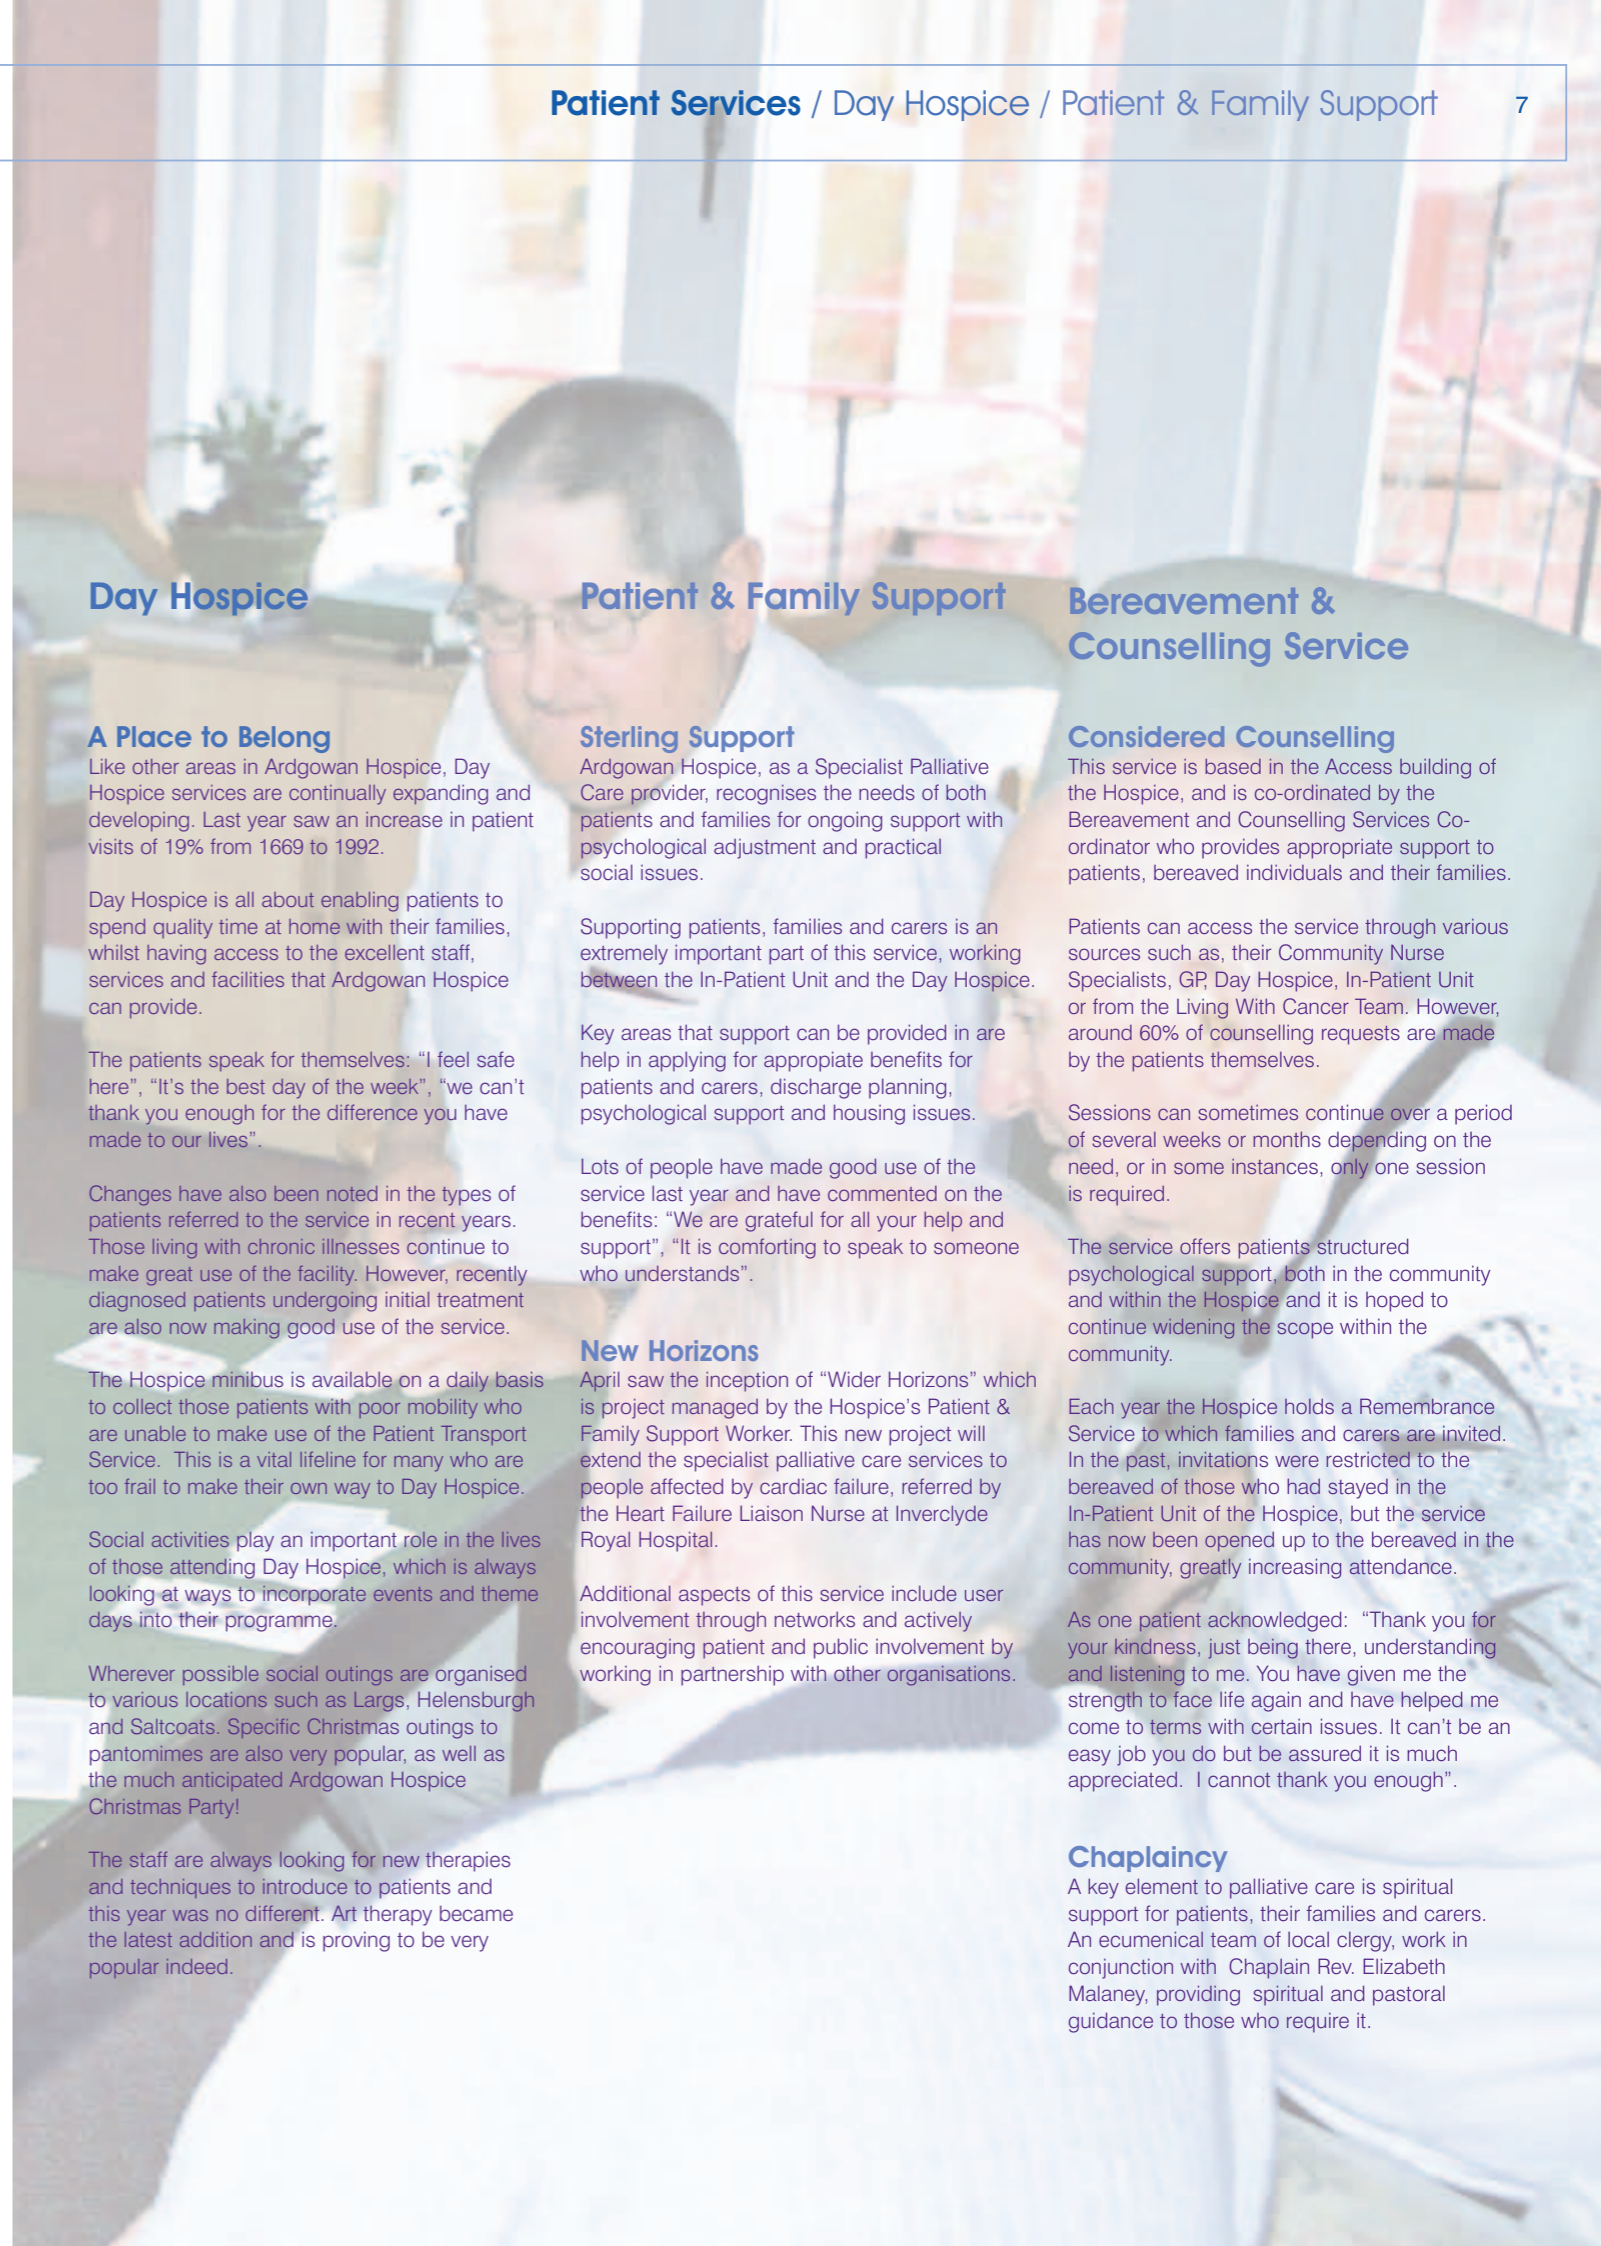 Patient Services / Day Hospice / Patient & Family Support 7
Day Hospice
A Place to Belong
Like other areas in Ardgowan Hospice, Day
Hospice services are continually expanding and
developing. Last year saw an increase in patient
visits of 19% from 1669 to 1992.
Day Hospice is all about enabling patients to
spend quality time at home with their families,
whilst having access to the excellent staff,
services and facilities that Ardgowan Hospice
can provide.
The patients speak for themselves: “I feel safe
here”, “It’s the best day of the week”, “we can’t
thank you enough for the difference you have
made to our lives”.
Changes have also been noted in the types of
patients referred to the service in recent years.
Those living with chronic illnesses continue to
make great use of the facility. However, recently
diagnosed patients undergoing initial treatment
are also now making good use of the service.
The Hospice minibus is available on a daily basis
to collect those patients with poor mobility who
are unable to make use of the Patient Transport
Service. This is a vital lifeline for many who are
too frail to make their own way to Day Hospice.
Social activities play an important role in the lives
of those attending Day Hospice, which is always
looking at ways to incorporate events and theme
days into their programme.
Wherever possible social outings are organised
to various locations such as Largs, Helensburgh
and Saltcoats. Specific Christmas outings to
pantomimes are also very popular, as well as
the much anticipated Ardgowan Hospice
Christmas Party!
The staff are always looking for new therapies
and techniques to introduce to patients and
this year was no different. Art therapy became
the latest addition and is proving to be very
popular indeed.
Patient & Family Support
Sterling Support
Ardgowan Hospice, as a Specialist Palliative
Care provider, recognises the needs of both
patients and families for ongoing support with
psychological adjustment and practical
social issues.
Supporting patients, families and carers is an
extremely important part of this service, working
between the In-Patient Unit and the Day Hospice.
Key areas that support can be provided in are
help in applying for appropiate benefits for
patients and carers, discharge planning,
psychological support and housing issues.
Lots of people have made good use of the
service last year and have commented on the
benefits: “We are grateful for all your help and
support”, “It is comforting to speak to someone
who understands”.
New Horizons
April saw the inception of “Wider Horizons” which
is project managed by the Hospice’s Patient &
Family Support Worker. This new project will
extend the specialist palliative care services to
people affected by cardiac failure, referred by
the Heart Failure Liaison Nurse at Inverclyde
Royal Hospital.
Additional aspects of this service include user
involvement through networks and actively
encouraging patient and public involvement by
working in partnership with other organisations.
Bereavement &
Counselling Service
Considered Counselling
This service is based in the Access building of
the Hospice, and is co-ordinated by the
Bereavement and Counselling Services Co-
ordinator who provides appropriate support to
patients, bereaved individuals and their families.
Patients can access the service through various
sources such as, their Community Nurse
Specialists, GP, Day Hospice, In-Patient Unit
or from the Living With Cancer Team. However,
around 60% of counselling requests are made
by the patients themselves.
Sessions can sometimes continue over a period
of several weeks or months depending on the
need, or in some instances, only one session
is required.
The service offers patients structured
psychological support, both in the community
and within the Hospice and it is hoped to
continue widening the scope within the
community.
Each year the Hospice holds a Remembrance
Service to which families and carers are invited.
In the past, invitations were restricted to the
bereaved of those who had stayed in the
In-Patient Unit of the Hospice, but the service
has now been opened up to the bereaved in the
community, greatly increasing attendance.
As one patient acknowledged: “Thank you for
your kindness, just being there, understanding
and listening to me. You have given me the
strength to face life again and have helped me
come to terms with certain issues. It can’t be an
easy job you do but be assured it is much
appreciated. I cannot thank you enough”.
Chaplaincy
A key element to palliative care is spiritual
support for patients, their families and carers.
An ecumenical team of local clergy, work in
conjunction with Chaplain Rev. Elizabeth
Malaney, providing spiritual and pastoral
guidance to those who require it.